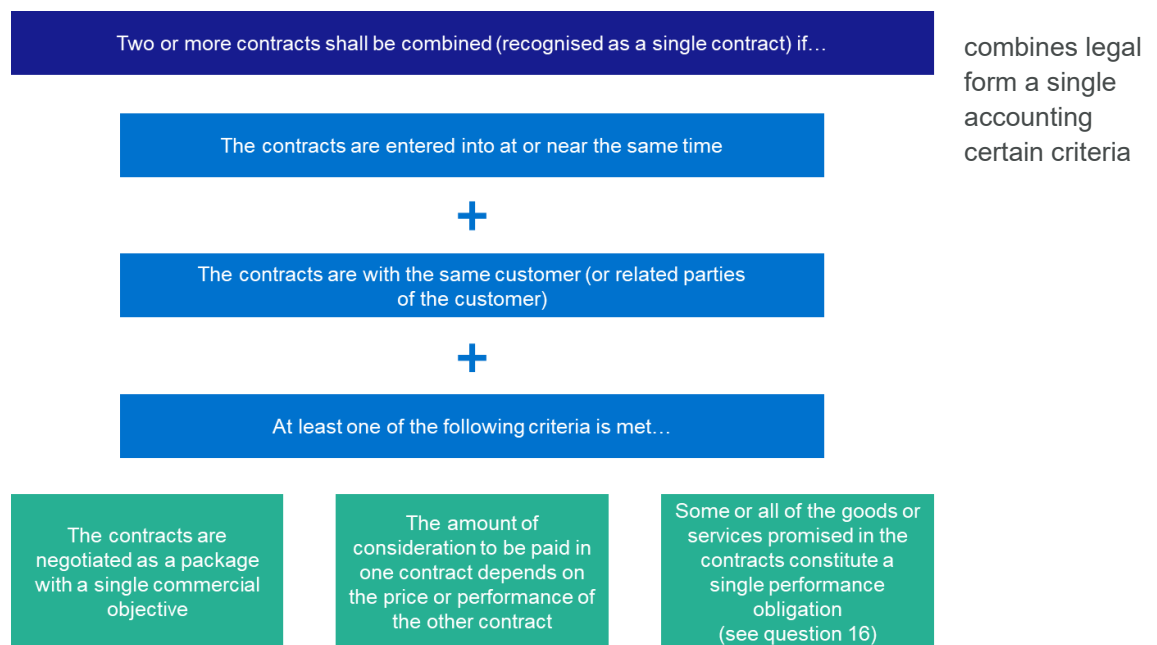 Two or more contracts shall be combined (recognised as a single contract) if…
The contracts are entered into at or near the same time
+
The contracts are with the same customer (or related parties
of the customer)
+
At least one of the following criteria is met…
The contracts are
negotiated as a package
with a single commercial
objective
The amount of
consideration to be paid in
one contract depends on
the price or performance of
the other contract
Some or all of the goods or
services promised in the
contracts constitute a
single performance
obligation
(see question 16)
combines legal
form a single
accounting
certain criteria